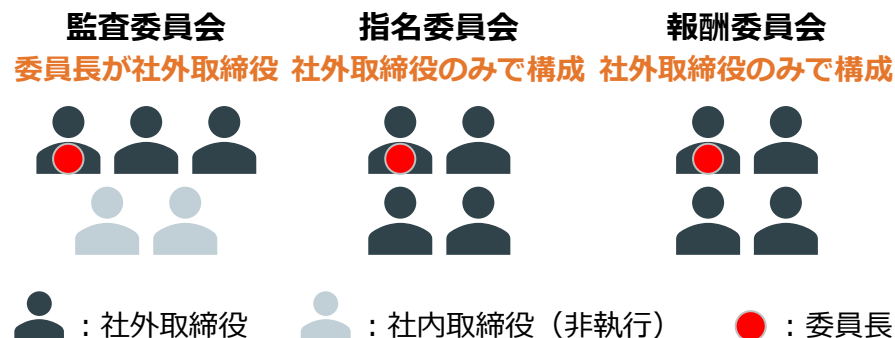 監査委員会 指名委員会 報酬委員会
委員長が社外取締役 社外取締役のみで構成 社外取締役のみで構成
：社外取締役 ：社内取締役（非執行） ：委員長